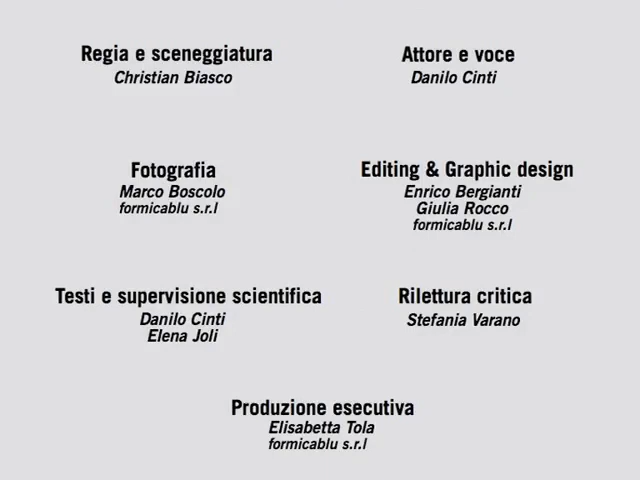 Regia e sceneggiatura
Christian Biasco
Attore e voce
Danilo Cinti
Fotografia
Marco Boscolo
formicablu s.r.l
Editing & Graphic design
Enrico Bergianti
Giulia Rocco
formicablu s.r.l
Testi e supervisione scientifica
Danilo Cinti
Elena Joli
Rilettura critica
Stefania Varano
Produzione esecutiva
Elisabetta Tola
formicablu s.r.l